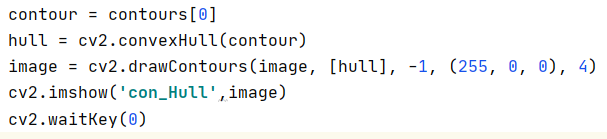 contour = contours[0]
hull = cv2.convexHull(contour)
image = cv2.drawContours(image, [hull], -1, (255, 0, 0), 4)
cv2.imshow('con_Hull',image)
cv2.waitKey(0)